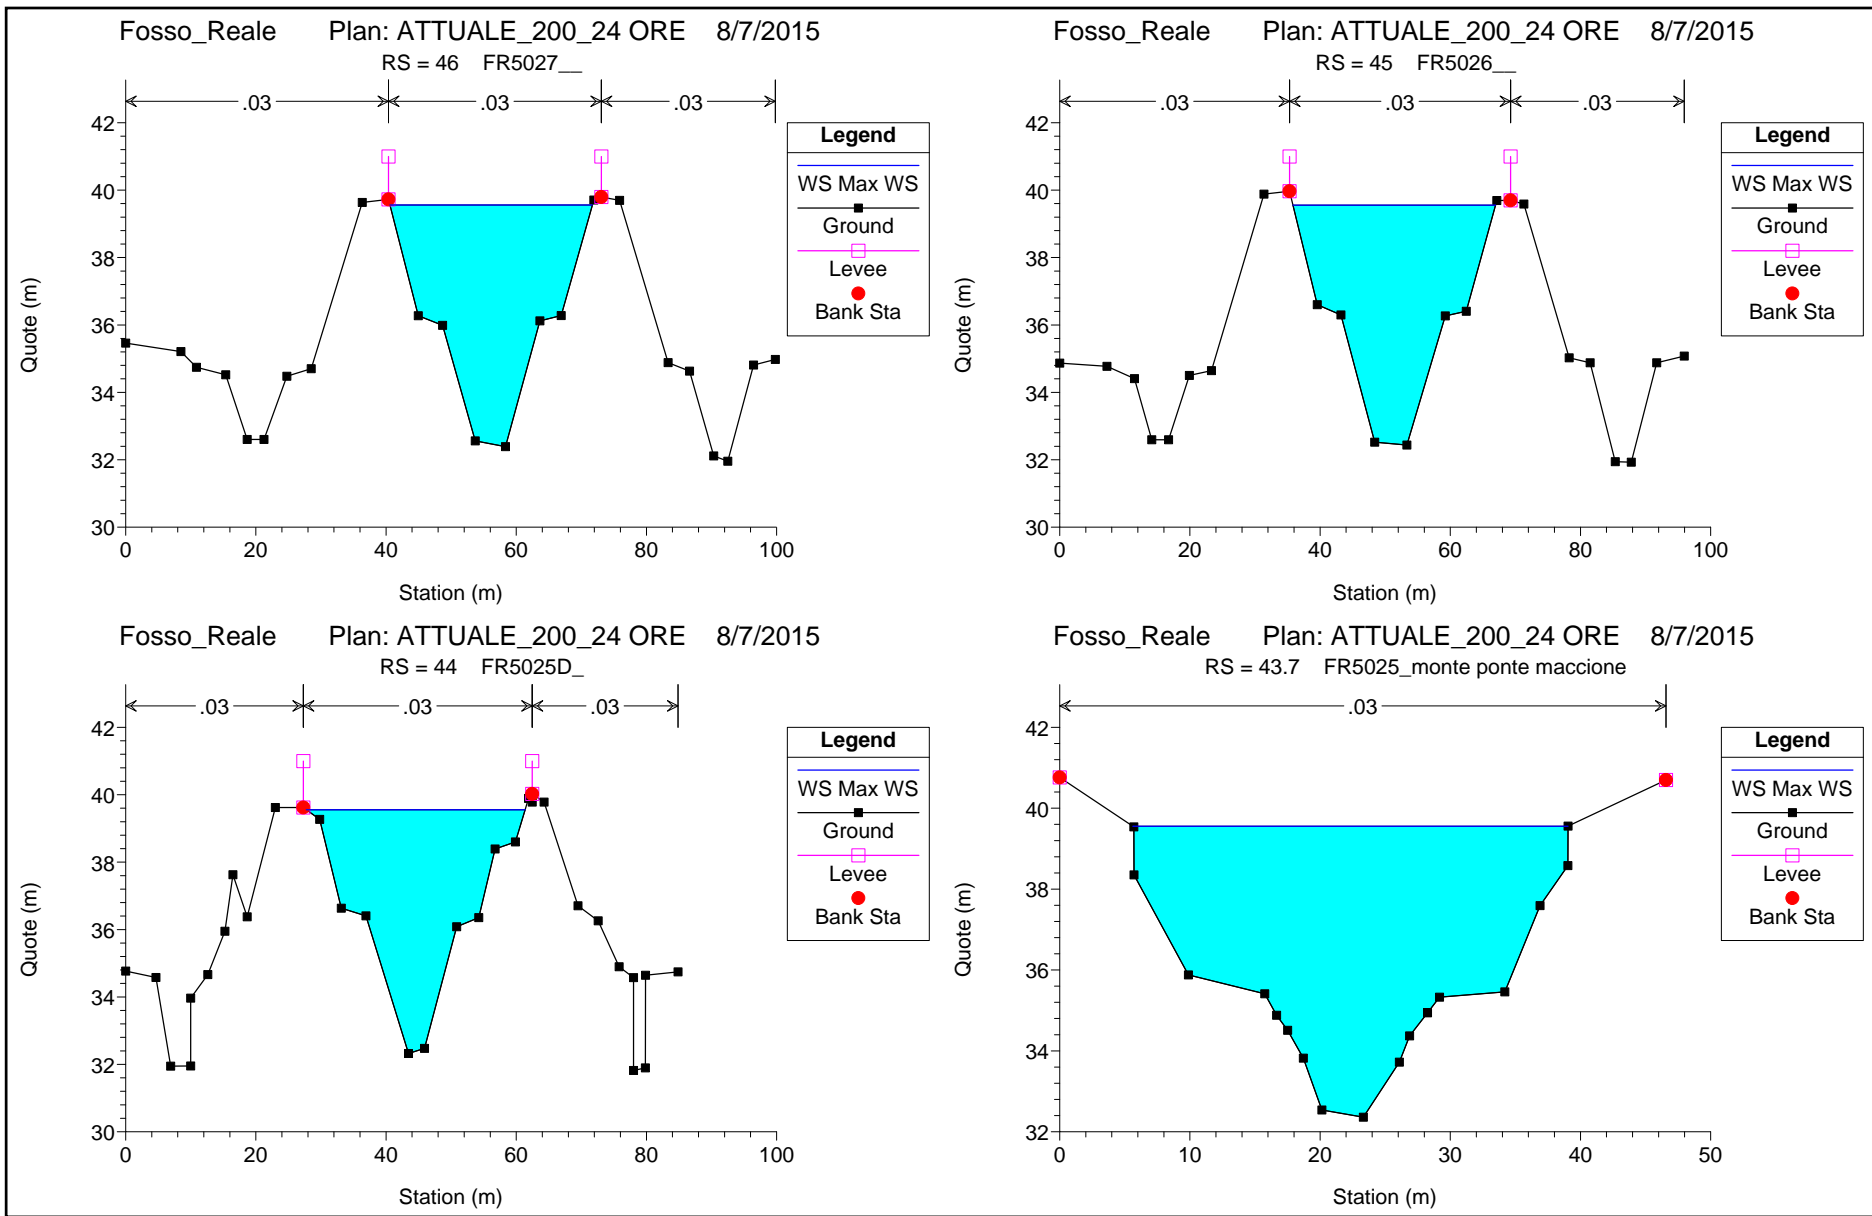 Fosso_Reale Plan: ATTUALE_200_24 ORE 8/7/2015
RS = 46 FR5027__
.03 .03 .03
42
40
38
36
34
32
30
Quote (m)
0 20 40 60 80 100
Station (m)
Legend
WS Max WS
Ground
Levee
Bank Sta
Fosso_Reale Plan: ATTUALE_200_24 ORE 8/7/2015
RS = 45 FR5026__
.03 .03 .03
42
40
38
36
34
32
30
Quote (m)
0 20 40 60 80 100
Station (m)
Legend
WS Max WS
Ground
Levee
Bank Sta
Fosso_Reale Plan: ATTUALE_200_24 ORE 8/7/2015
RS = 44 FR5025D_
.03 .03 .03
42
40
38
36
34
32
30
Quote (m)
0 20 40 60 80 100
Station (m)
Legend
WS Max WS
Ground
Levee
Bank Sta
Fosso_Reale Plan: ATTUALE_200_24 ORE 8/7/2015
RS = 43.7 FR5025_monte ponte maccione
.03
42
40
38
36
34
32
Quote (m)
0 10 20 30 40 50
Station (m)
Legend
WS Max WS
Ground
Levee
Bank Sta